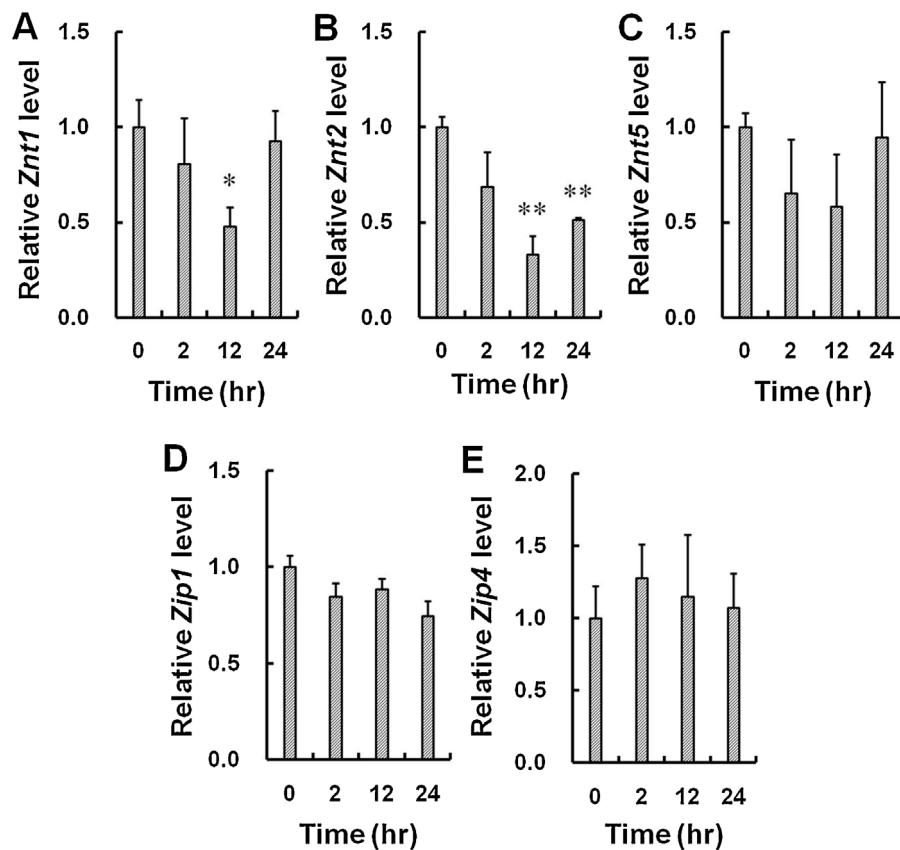 A
Relative Znt1 level
1.5
1.0
0.5
0.0
*
0 2 12 24
Time (hr)
B
Relative Znt2 level
1.5
1.0
0.5
0.0
** **
0 2 12 24
Time (hr)
C
Relative Znt5 level
1.5
1.0
0.5
0.0
0 2 12 24
Time (hr)
D
Relative Zip1 level
1.5
1.0
0.5
0.0
0 2 12 24
Time (hr)
E
Relative Zip4 level
2.0
1.5
1.0
0.5
0.0
0 2 12 24
Time (hr)